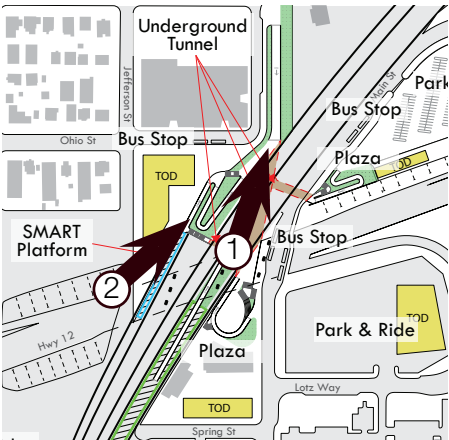 Underground
Tunnel
Jefferson St
Main St
Park
Bus Stop
Ohio St
Bus Stop
Plaza
TOD
TOD
SMART
Platform
1
Bus Stop
2
Hwy 12
Park & Ride
TOD
Plaza
Lotz Way
TOD
Spring St